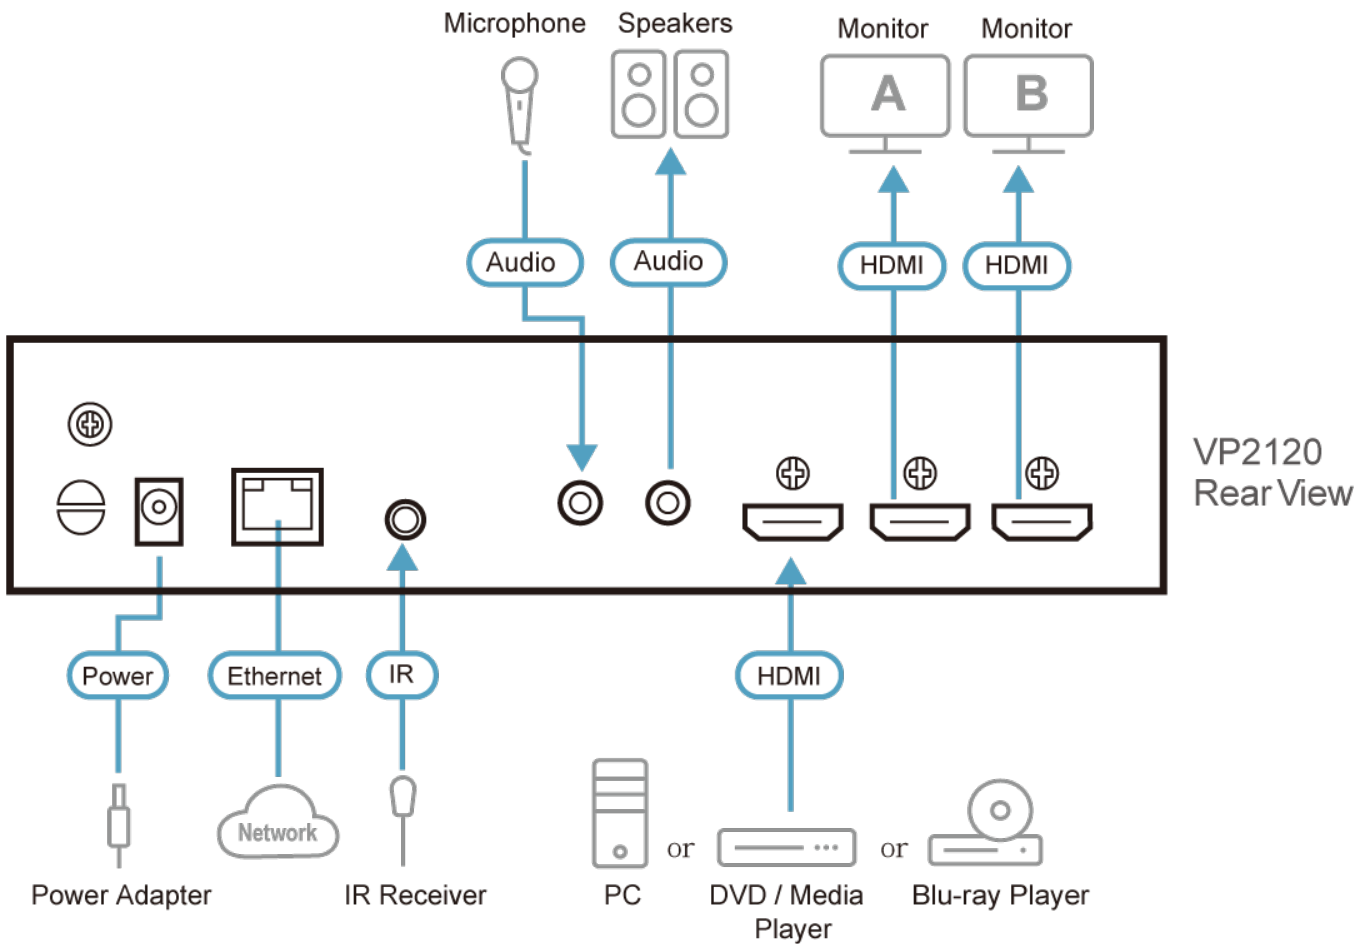 Microphone
Speakers
Monitor
Monitor
A
B
Audio
Audio
HDMI
HDMI
VP2120
Rear View
Power
Ethernet
IR
HDMI
Network
or
or
Power Adapter
IR Receiver
PC
DVD / Media
Player
Blu-ray Player